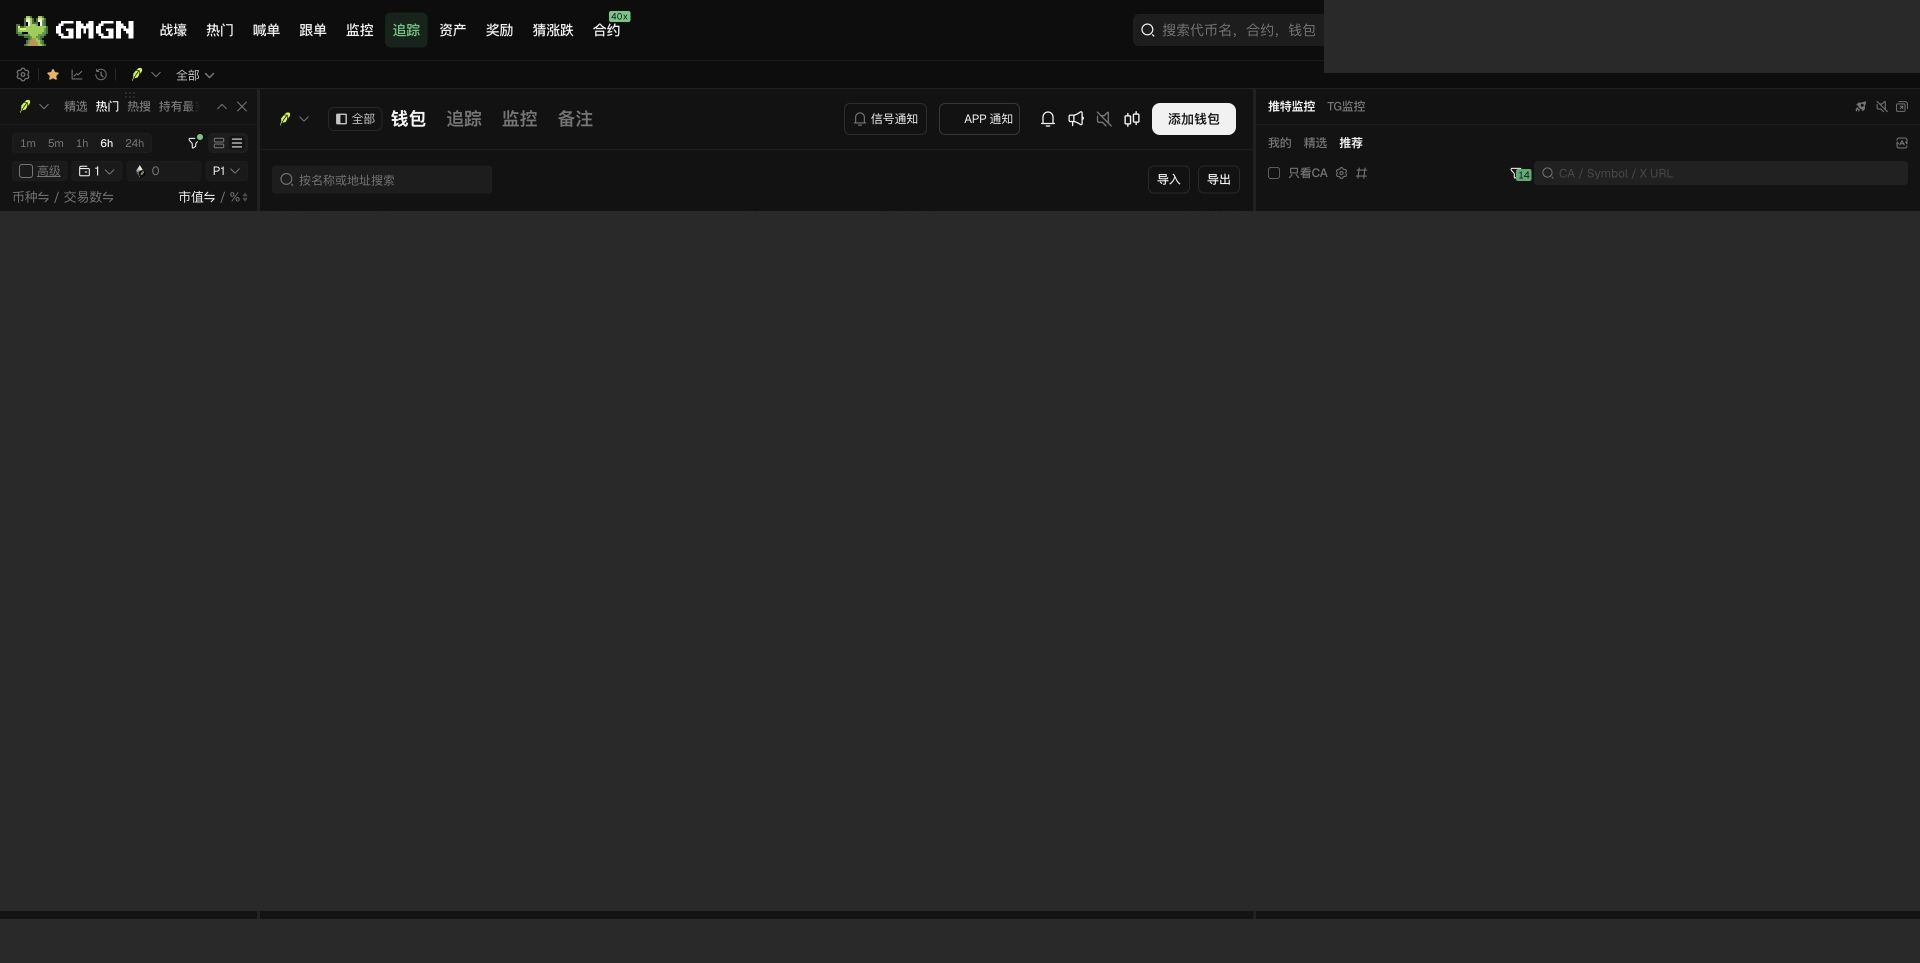 GMGN 战壕 热门 喊单 跟单 监控 追踪 资产 奖励 猜涨跌 合约 40x 搜索代币名，合约，钱包
全部
精选 热门 热搜 持有最
1m 5m 1h 6h 24h
高级 1 0 P1
币种 / 交易数 市值 / %
全部 钱包 追踪 监控 备注 信号通知 APP 通知 添加钱包
按名称或地址搜索 导入 导出
推特监控 TG监控
我的 精选 推荐
只看CA 14 CA / Symbol / X URL